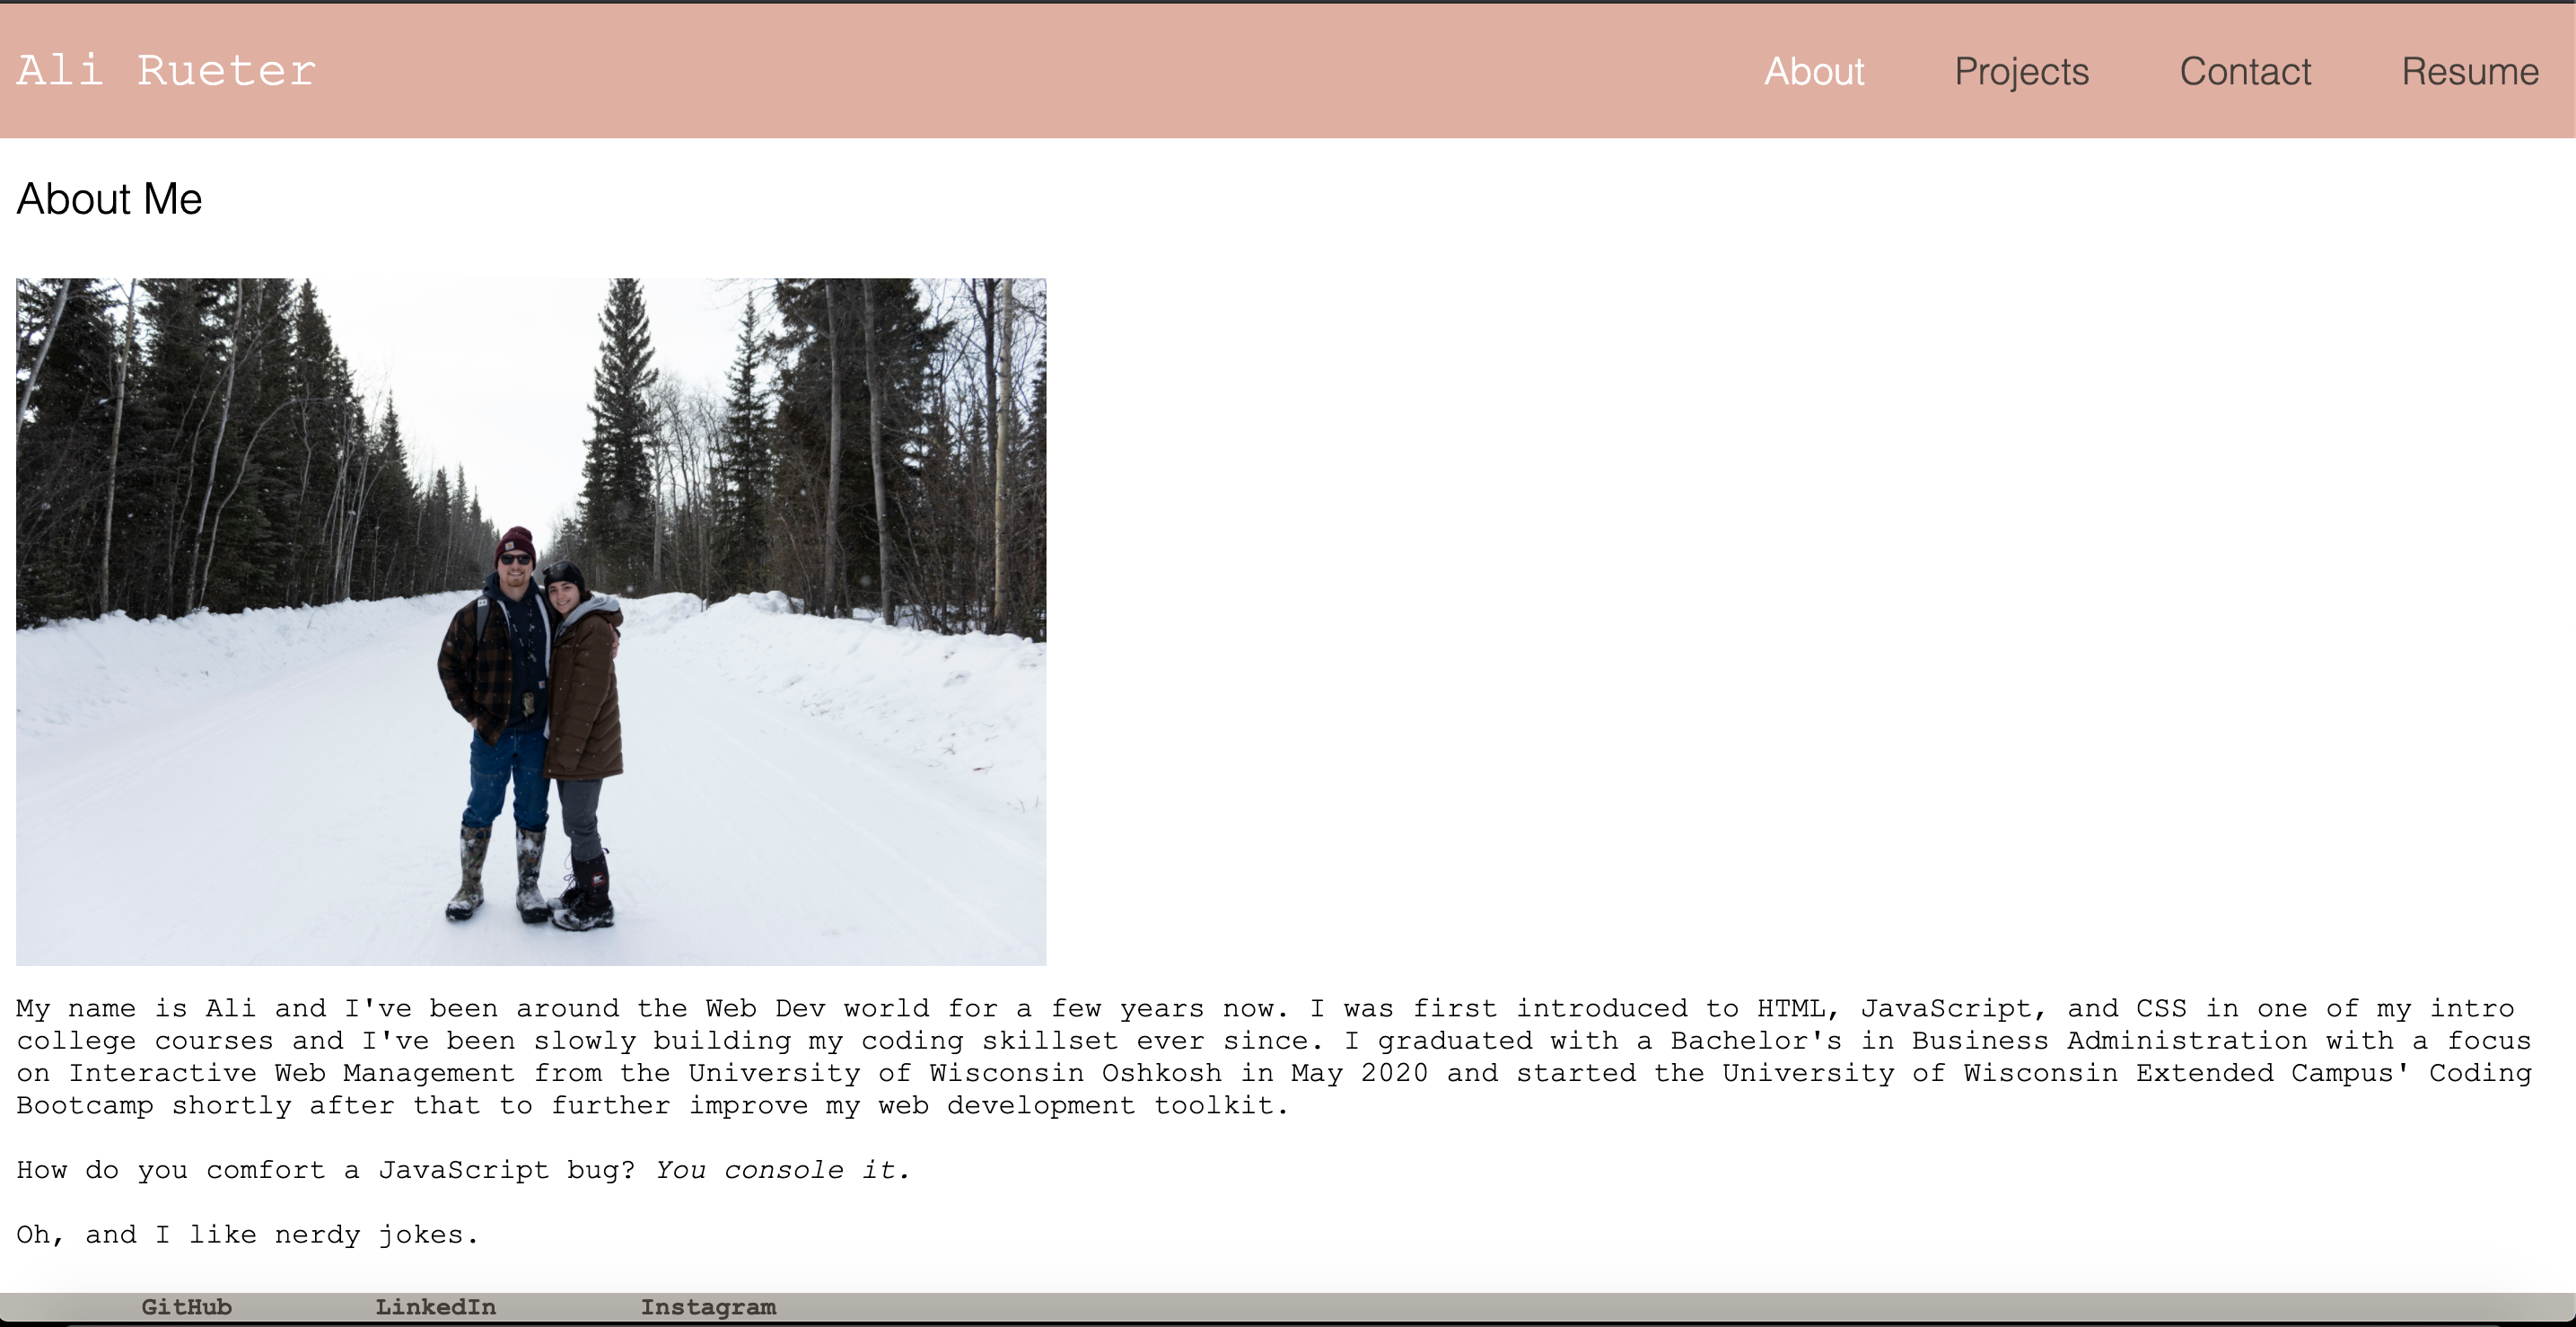 Ali Rueter
About Projects Contact Resume
About Me
My name is Ali and I've been around the Web Dev world for a few years now. I was first introduced to HTML, JavaScript, and CSS in one of my intro
college courses and I've been slowly building my coding skillset ever since. I graduated with a Bachelor's in Business Administration with a focus
on Interactive Web Management from the University of Wisconsin Oshkosh in May 2020 and started the University of Wisconsin Extended Campus' Coding
Bootcamp shortly after that to further improve my web development toolkit.
How do you comfort a JavaScript bug? You console it.
Oh, and I like nerdy jokes.
GitHub LinkedIn Instagram